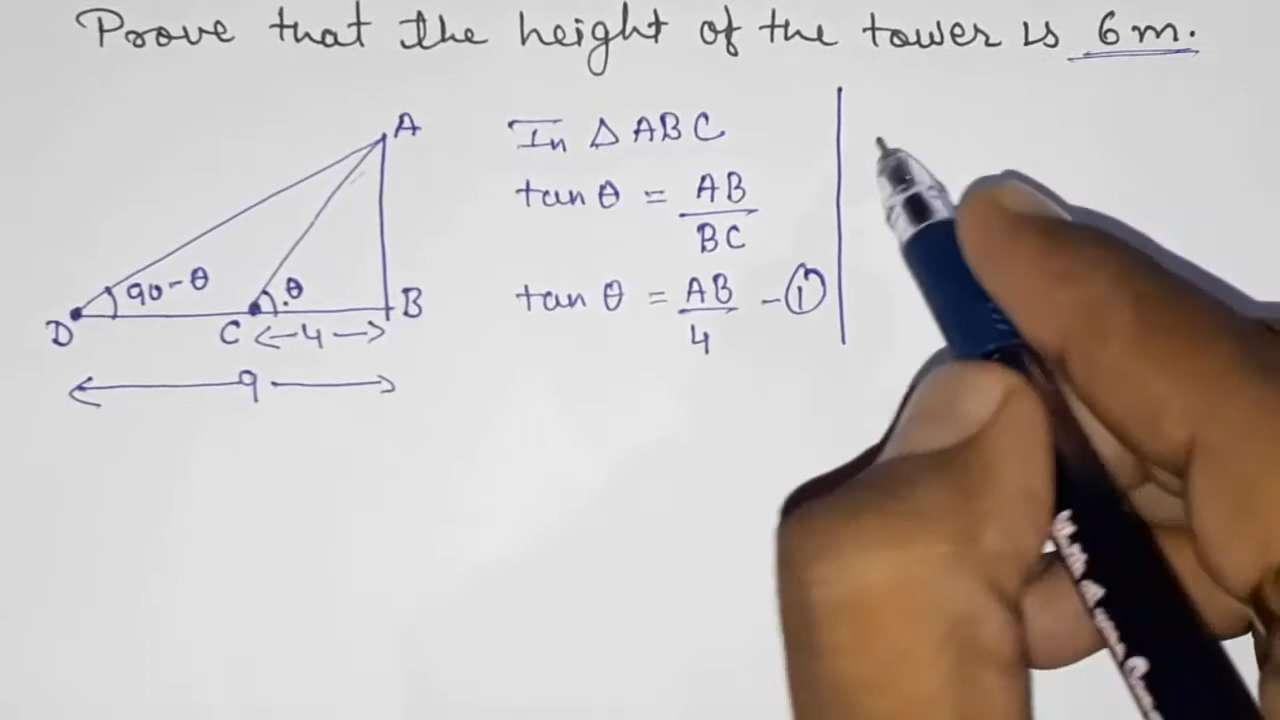 Prove that the height of the tower is 6m.
A
90-θ
θ
B
D
C
4
9
In Δ ABC
tan θ = AB
BC
tan θ = AB - ①
4